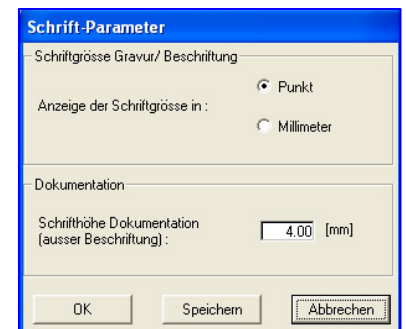 Schrift-Parameter
Schriftgrösse Gravur/ Beschriftung
Anzeige der Schriftgrösse in :
Punkt
Millimeter
Dokumentation
Schrifthöhe Dokumentation
(ausser Beschriftung) :
4.00 [mm]
OK Speichern Abbrechen